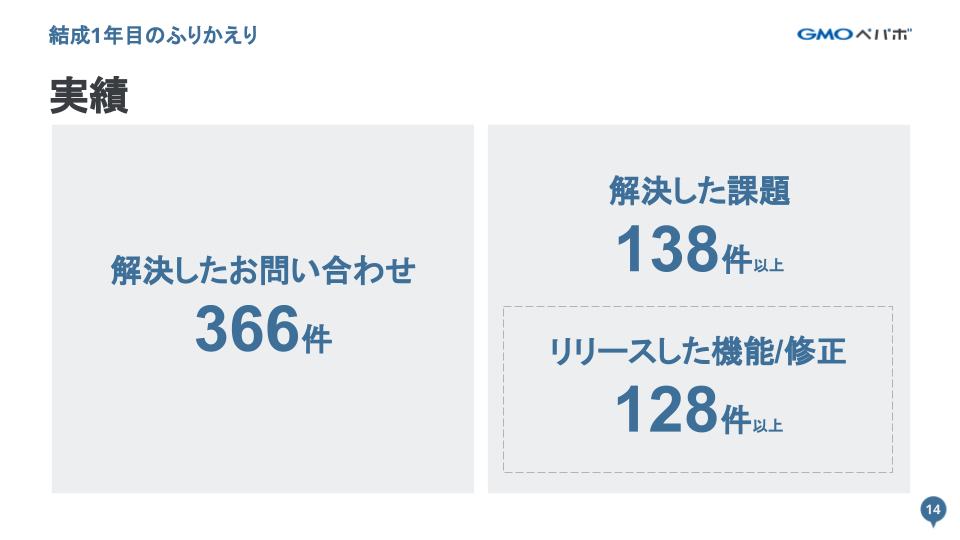 結成1年目のふりかえり
GMOペパボ
実績
解決したお問い合わせ
366件
解決した課題
138件以上
リリースした機能/修正
128件以上
14